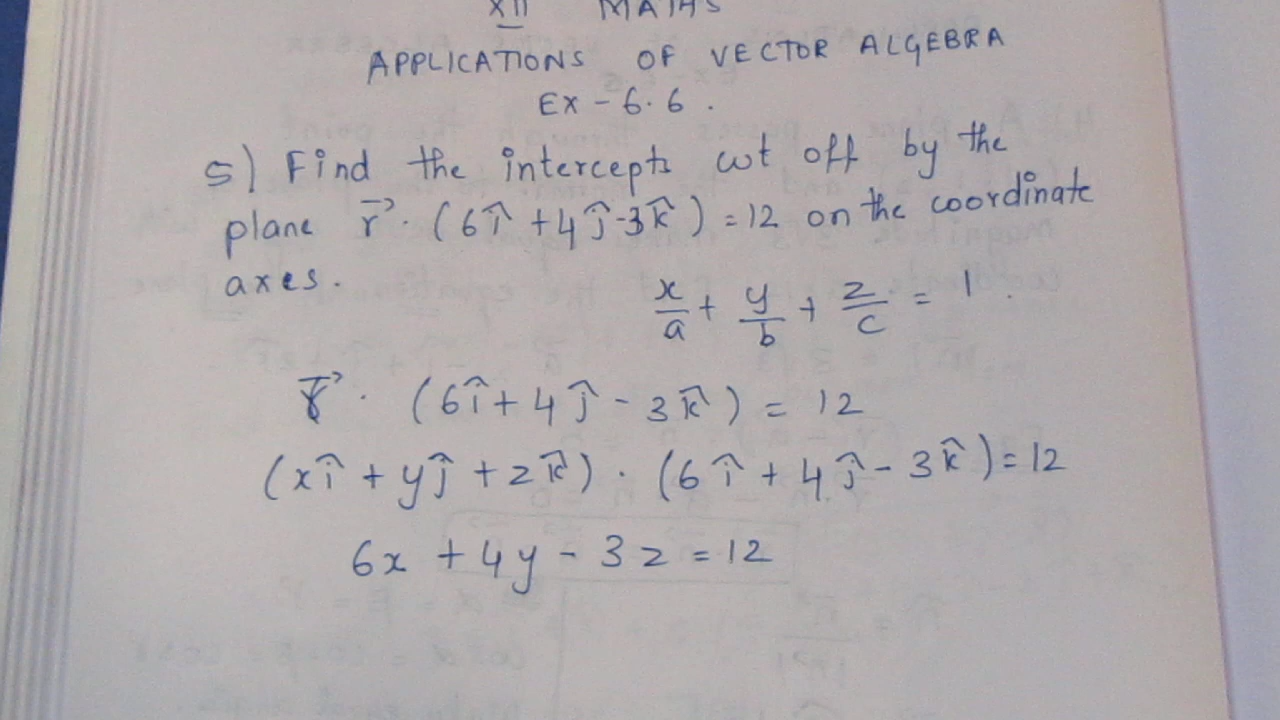 XII MATHS
APPLICATIONS OF VECTOR ALGEBRA
EX - 6.6 .
5) Find the intercepts cut off by the
plane r⃗ · (6î + 4ĵ - 3k̂) = 12 on the coordinate
axes.
x/a + y/b + z/c = 1 .
r⃗ · (6î + 4ĵ - 3k̂) = 12
(xî + yĵ + zk̂) · (6î + 4ĵ - 3k̂) = 12
6x + 4y - 3z = 12